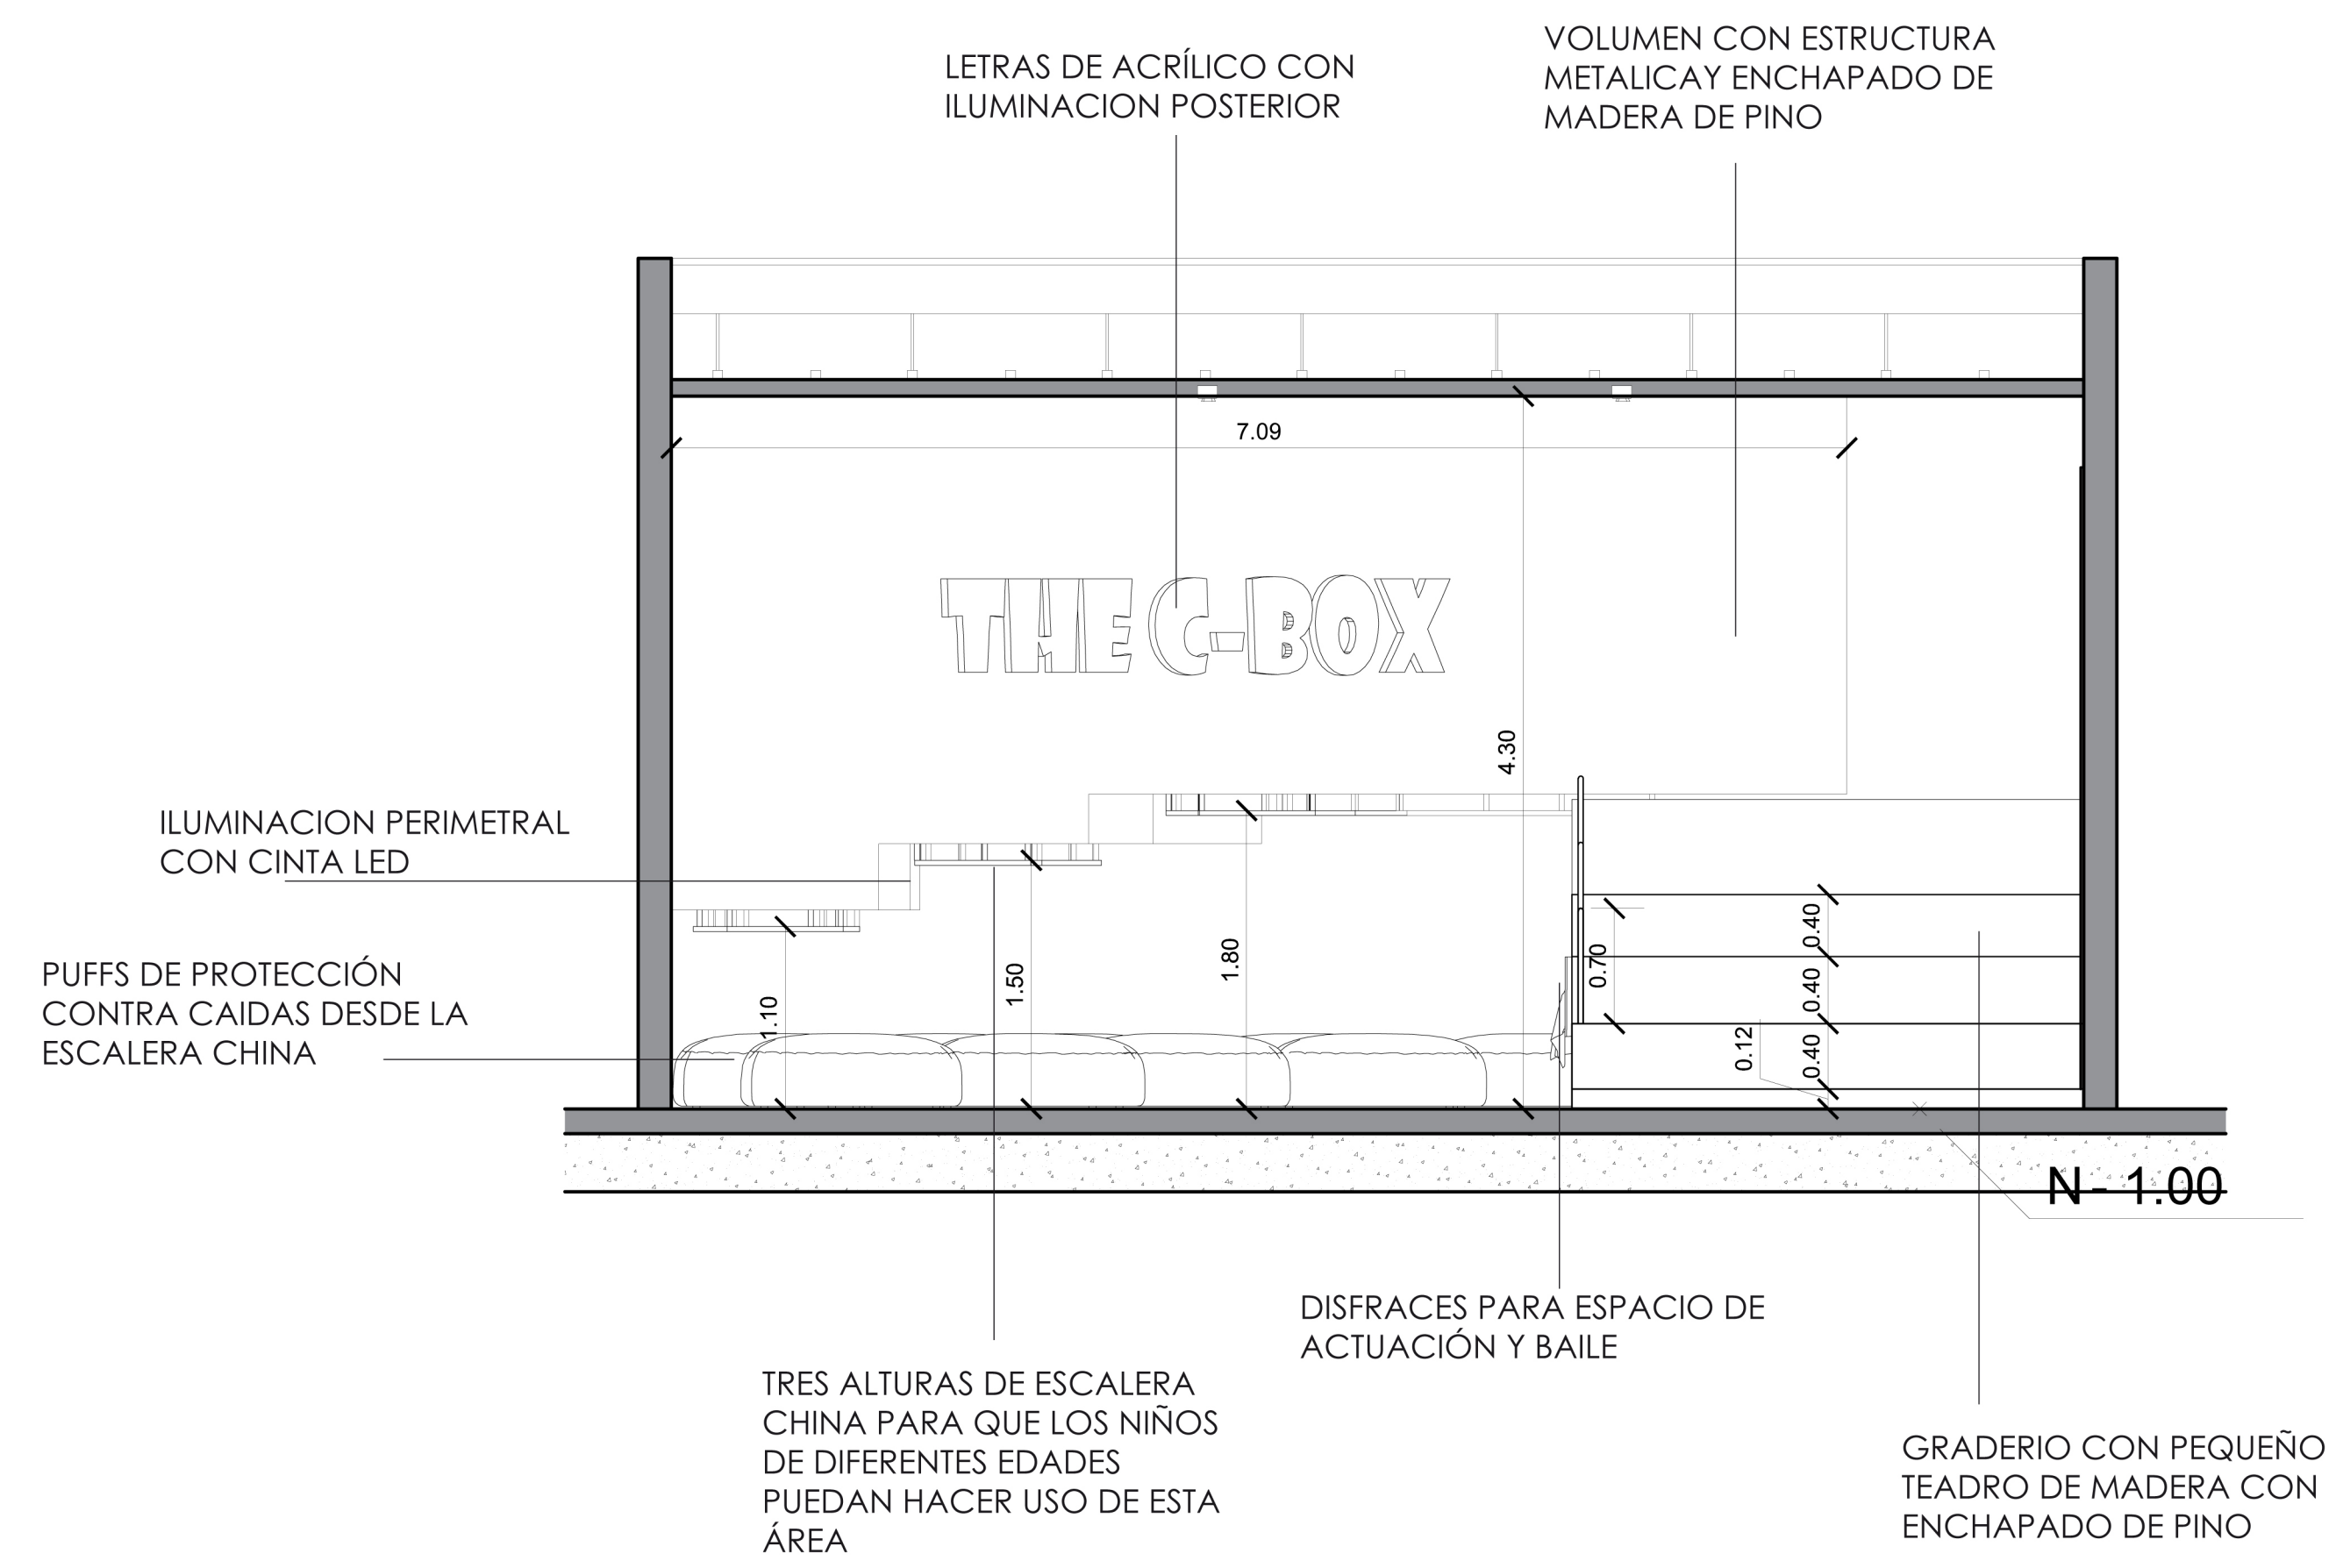 LETRAS DE ACRÍLICO CON
ILUMINACION POSTERIOR
VOLUMEN CON ESTRUCTURA
METALICAY ENCHAPADO DE
MADERA DE PINO
7.09
THE C-BOX
4.30
ILUMINACION PERIMETRAL
CON CINTA LED
PUFFS DE PROTECCIÓN
CONTRA CAIDAS DESDE LA
ESCALERA CHINA
1.10
1.50
1.80
0.70
0.40
0.40
0.40
0.12
N - 1.00
DISFRACES PARA ESPACIO DE
ACTUACIÓN Y BAILE
TRES ALTURAS DE ESCALERA
CHINA PARA QUE LOS NIÑOS
DE DIFERENTES EDADES
PUEDAN HACER USO DE ESTA
ÁREA
GRADERIO CON PEQUEÑO
TEADRO DE MADERA CON
ENCHAPADO DE PINO